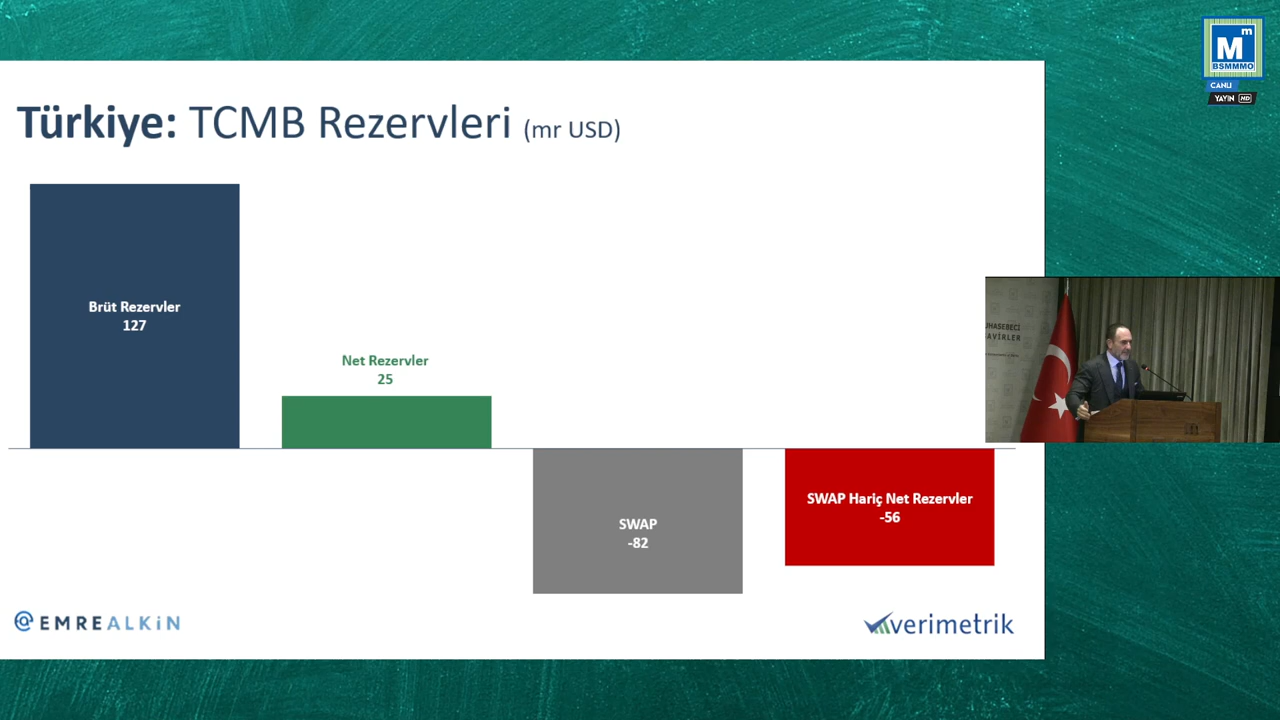 Türkiye: TCMB Rezervleri (mr USD)
Brüt Rezervler
127
Net Rezervler
25
SWAP
-82
SWAP Hariç Net Rezervler
-56
@EMREALKiN
verimetrik
Mm
BSMMMO
CANLI
YAYIN HD